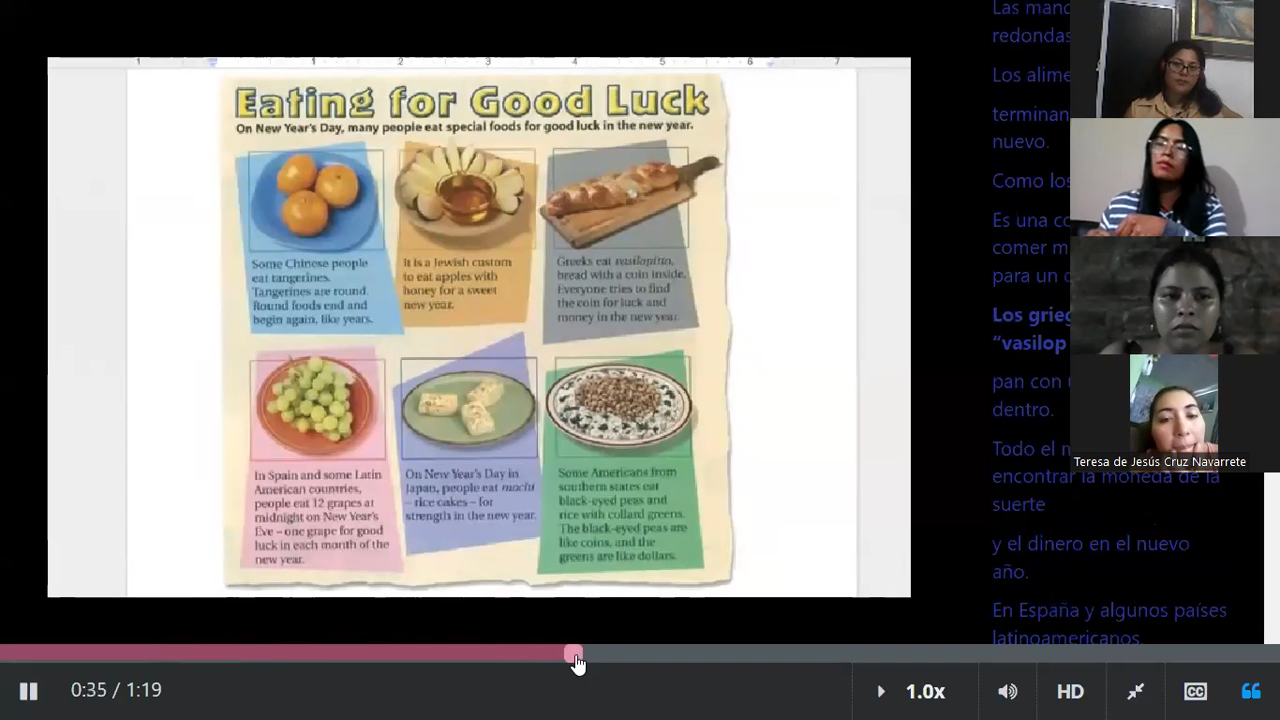 1 1 2 3 4 5 6 7
Eating for Good Luck
On New Year's Day, many people eat special foods for good luck in the new year.
Some Chinese people
eat tangerines.
Tangerines are round.
Round foods end and
begin again, like years.
It is a Jewish custom
to eat apples with
honey for a sweet
new year.
Greeks eat vasilopitta,
bread with a coin inside.
Everyone tries to find
the coin for luck and
money in the new year.
In Spain and some Latin
American countries,
people eat 12 grapes at
midnight on New Year's
Eve – one grape for good
luck in each month of the
new year.
On New Year's Day in
Japan, people eat mochi
– rice cakes – for
strength in the new year.
Some Americans from
southern states eat
black-eyed peas and
rice with collard greens.
The black-eyed peas are
like coins, and the
greens are like dollars.
Las
redondas
Los
terminan
nuevo.
Como los
Es una
comer
para un
Los
“vasilop
pan con
dentro.
Todo el
encontrar la moneda de la
suerte
y el dinero en el nuevo
año.
En España y algunos países
latinoamericanos,
Teresa de Jesús Cruz Navarrete
0:35 / 1:19
1.0x
HD
CC